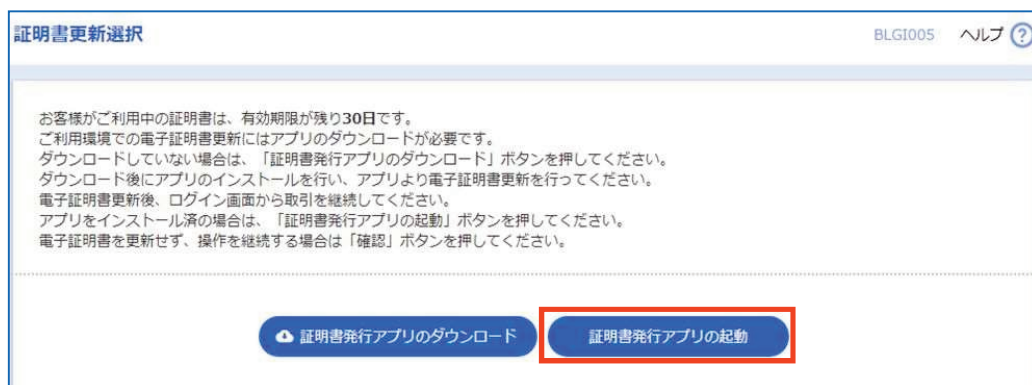 証明書更新選択
BLGI005 ヘルプ ?
お客様がご利用中の証明書は、有効期限が残り30日です。
ご利用環境での電子証明書更新にはアプリのダウンロードが必要です。
ダウンロードしていない場合は、「証明書発行アプリのダウンロード」ボタンを押してください。
ダウンロード後にアプリのインストールを行い、アプリより電子証明書更新を行ってください。
電子証明書更新後、ログイン画面から取引を継続してください。
アプリをインストール済の場合は、「証明書発行アプリの起動」ボタンを押してください。
電子証明書を更新せず、操作を継続する場合は「確認」ボタンを押してください。
証明書発行アプリのダウンロード
証明書発行アプリの起動